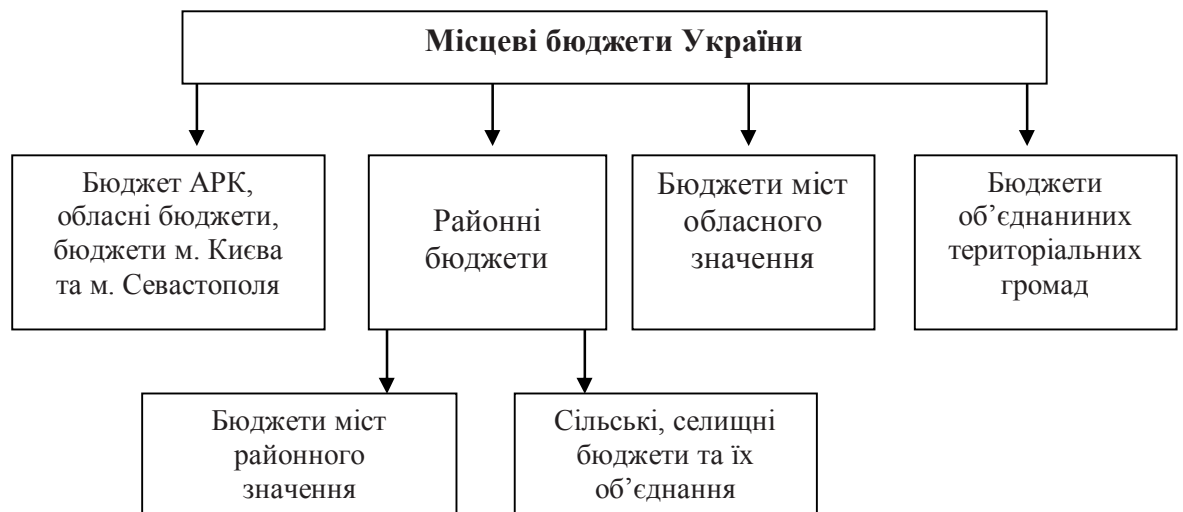 Місцеві бюджети України
Бюджет АРК,
обласні бюджети,
бюджети м. Києва
та м. Севастополя
Районні
бюджети
Бюджети міст
обласного
значення
Бюджети
об’єднаниних
територіальних
громад
Бюджети міст
районного
значення
Сільські, селищні
бюджети та їх
об’єднання